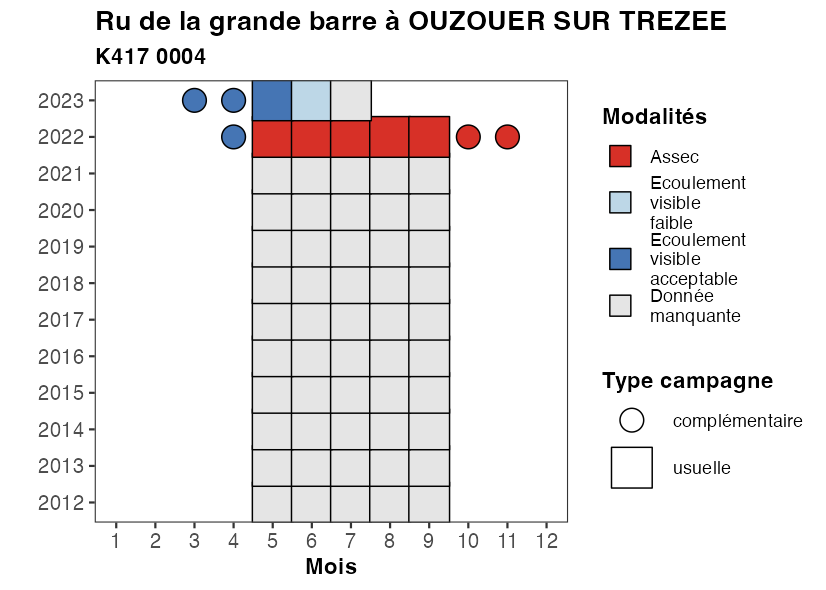 Ru de la grande barre à OUZOUER SUR TREZEE
K417 0004
2023
2022
2021
2020
2019
2018
2017
2016
2015
2014
2013
2012
1 2 3 4 5 6 7 8 9 10 11 12
Mois
Modalités
Assec
Ecoulement
visible
faible
Ecoulement
visible
acceptable
Donnée
manquante
Type campagne
complémentaire
usuelle